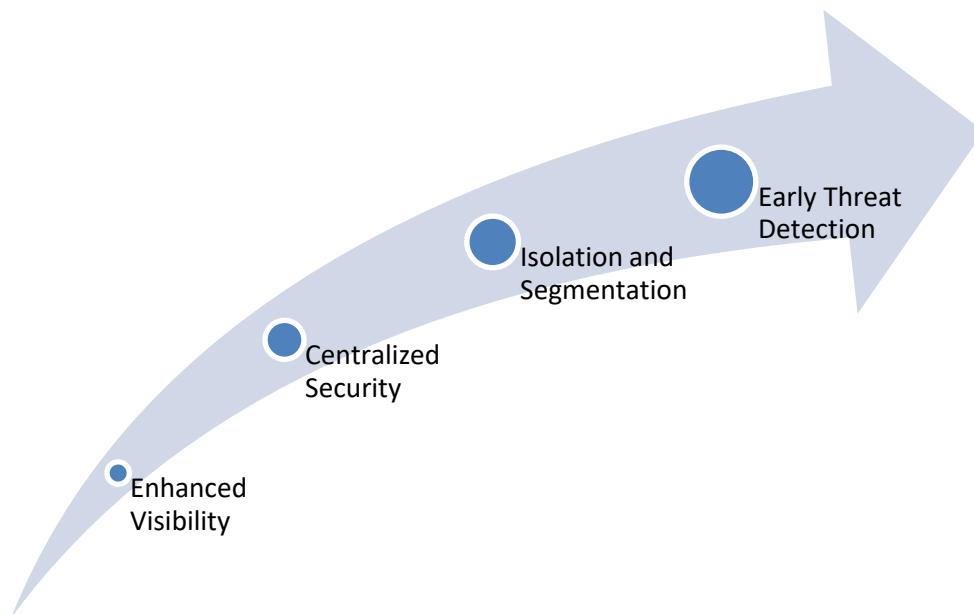 Early Threat
Detection
Isolation and
Segmentation
Centralized
Security
Enhanced
Visibility